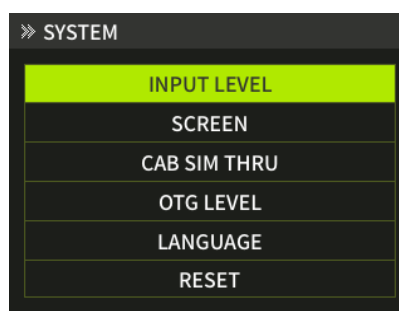 » SYSTEM
INPUT LEVEL
SCREEN
CAB SIM THRU
OTG LEVEL
LANGUAGE
RESET